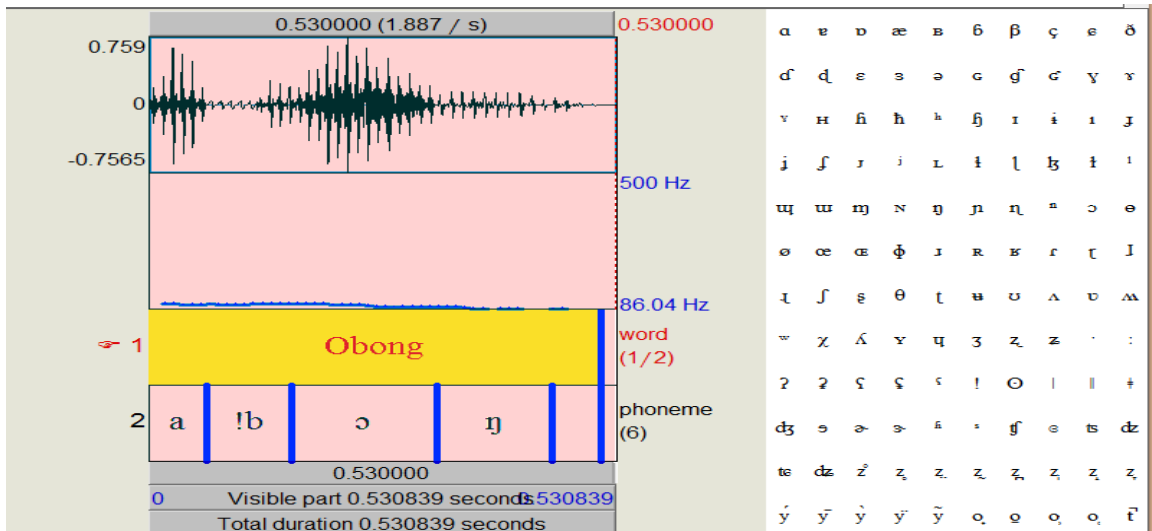 0.530000 (1.887 / s) 0.530000
0.759
0
-0.7565
500 Hz
86.04 Hz
☞ 1 Obong word
(1/2)
2 a !b ɔ ŋ phoneme
(6)
0.530000
0 Visible part 0.530839 seconds 0.530839
Total duration 0.530839 seconds
ɑ ɐ ɒ æ ʙ ɓ β ç ɕ ð
ɗ ɖ ɛ ɜ ə ɢ ɠ ʛ ɣ ɤ
ˠ ʜ ɦ ħ ʰ ɧ ɪ ɨ ɟ
ʝ ʄ ʲ ʟ ɭ ɮ ɬ ˡ
ɰ ɯ ɱ ɴ ŋ ɲ ɳ ⁿ ɔ ɵ
ø œ ɶ ɸ ɹ ʀ ʁ ɾ ɽ ɺ
ɻ ʃ ʂ θ ʈ ʉ ʊ ʌ ʋ ʍ
ʷ χ ʎ ʏ ɥ ʒ ʐ ʑ ˑ ː
ʔ ʡ ʕ ʢ ˤ ! ʘ ǀ ǁ ǂ
ʤ ɘ ɚ ɝ ʱ ˢ ʧ ɞ ʦ ʣ
ʨ ʥ z̊